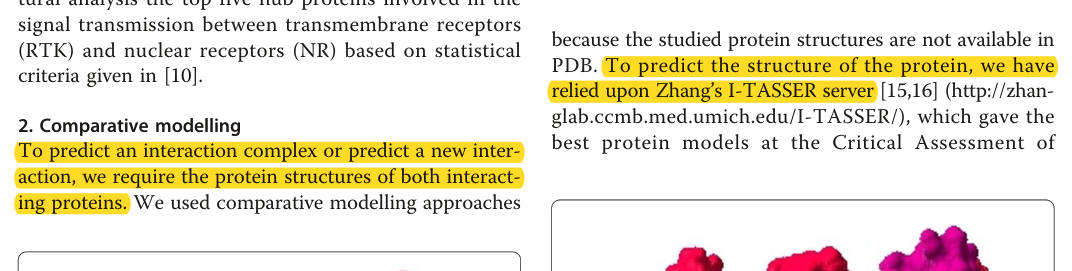 tural analysis the top five hub proteins involved in the
signal transmission between transmembrane receptors
(RTK) and nuclear receptors (NR) based on statistical
criteria given in [10].
2. Comparative modelling
To predict an interaction complex or predict a new inter-
action, we require the protein structures of both interact-
ing proteins. We used comparative modelling approaches
because the studied protein structures are not available in
PDB. To predict the structure of the protein, we have
relied upon Zhang’s I-TASSER server [15,16] (http://zhan-
glab.ccmb.med.umich.edu/I-TASSER/), which gave the
best protein models at the Critical Assessment of